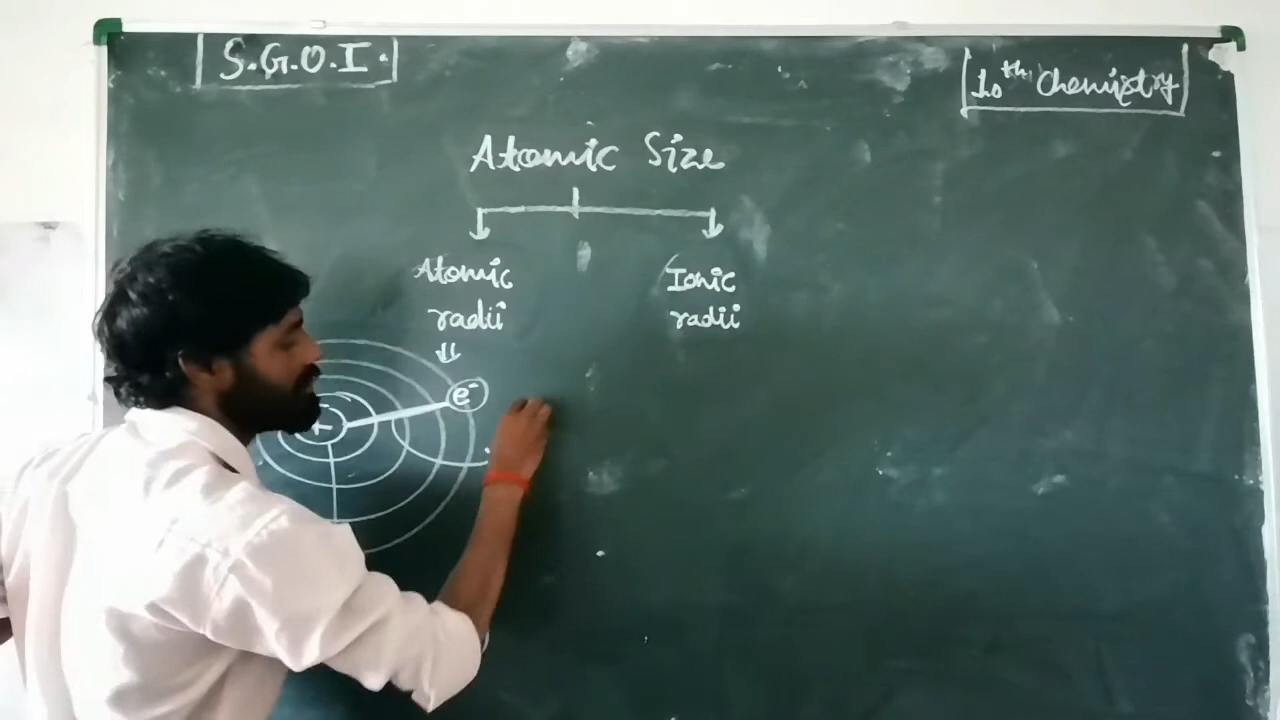 S.G.O.I.
10th Chemistry
Atomic Size
Atomic
radii
Ionic
radii
e-
+